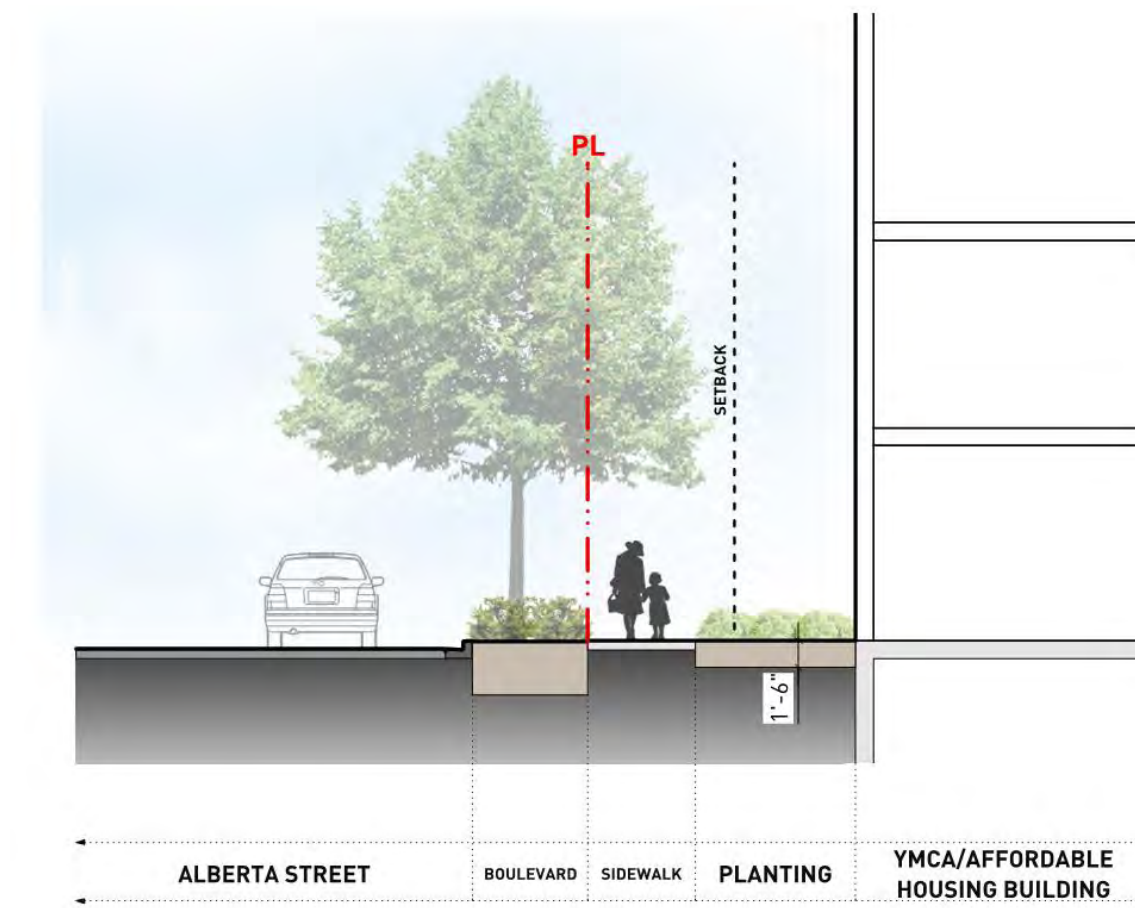 PL
SETBACK
1'-6"
ALBERTA STREET
BOULEVARD
SIDEWALK
PLANTING
YMCA/AFFORDABLE
HOUSING BUILDING